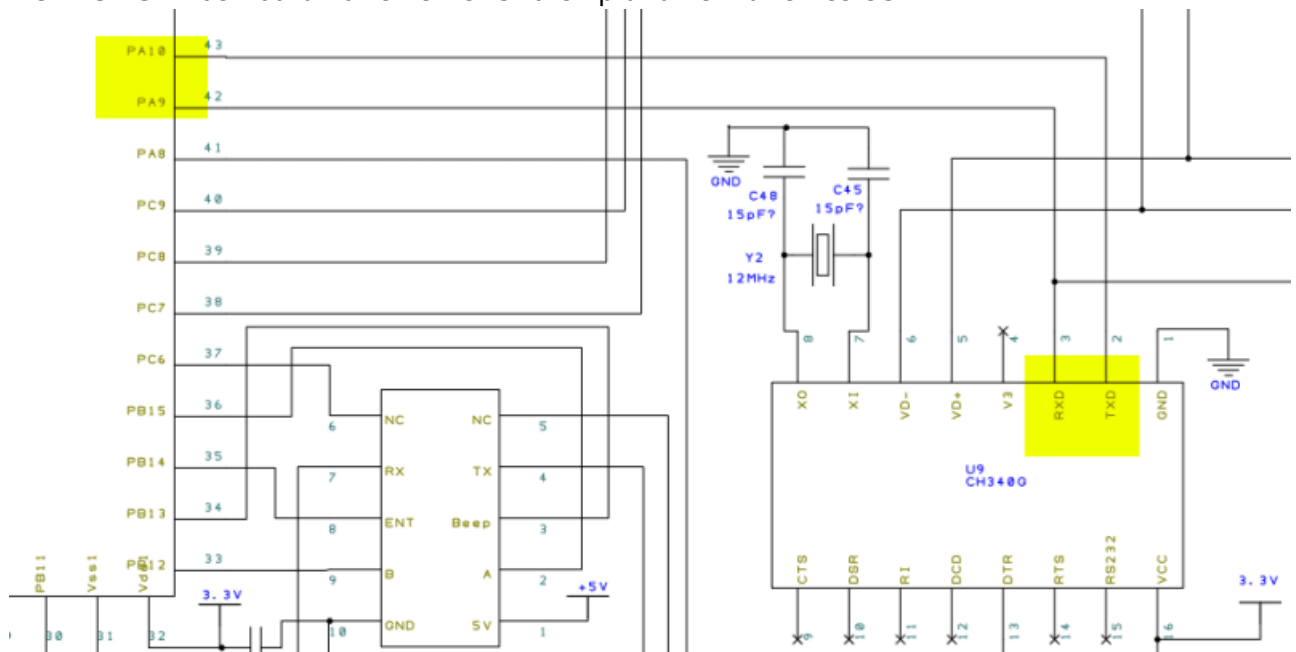 PA10 43
PA9 42
PA8 41
PC9 40
PC8 39
PC7 38
PC6 37
PB15 36
PB14 35
PB13 34
PB12 33
PB11
Vss1
Vdd1
30
31
32
3.3V
NC
NC
6
5
RX
TX
7
4
ENT
Beep
8
3
B
A
9
2
GND
5V
10
1
+5V
GND
C48
15pF?
C45
15pF?
Y2
12MHz
8
7
6
5
4
3
2
1
GND
XO
XI
VD-
VD+
V3
RXD
TXD
GND
U9
CH340G
CTS
DSR
RI
DCD
DTR
RTS
RS232
VCC
9
10
11
12
13
14
15
16
3.3V